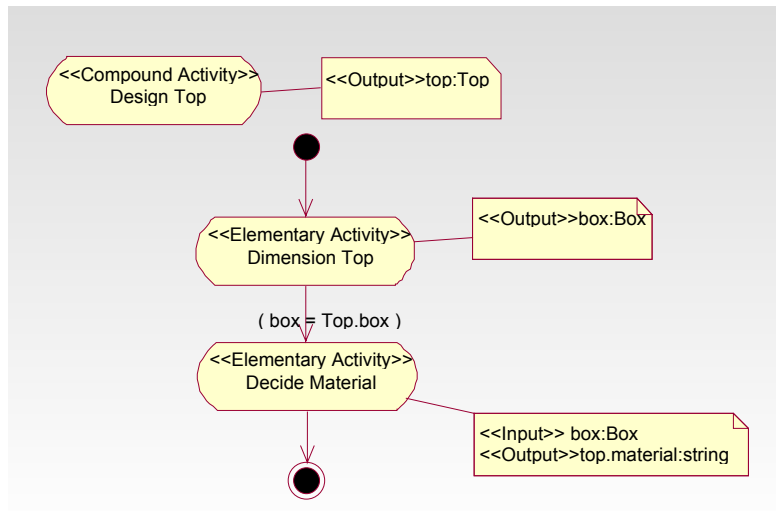 <<Compound Activity>>
Design Top
<<Output>>top:Top
<<Elementary Activity>>
Dimension Top
<<Output>>box:Box
( box = Top.box )
<<Elementary Activity>>
Decide Material
<<Input>> box:Box
<<Output>>top.material:string